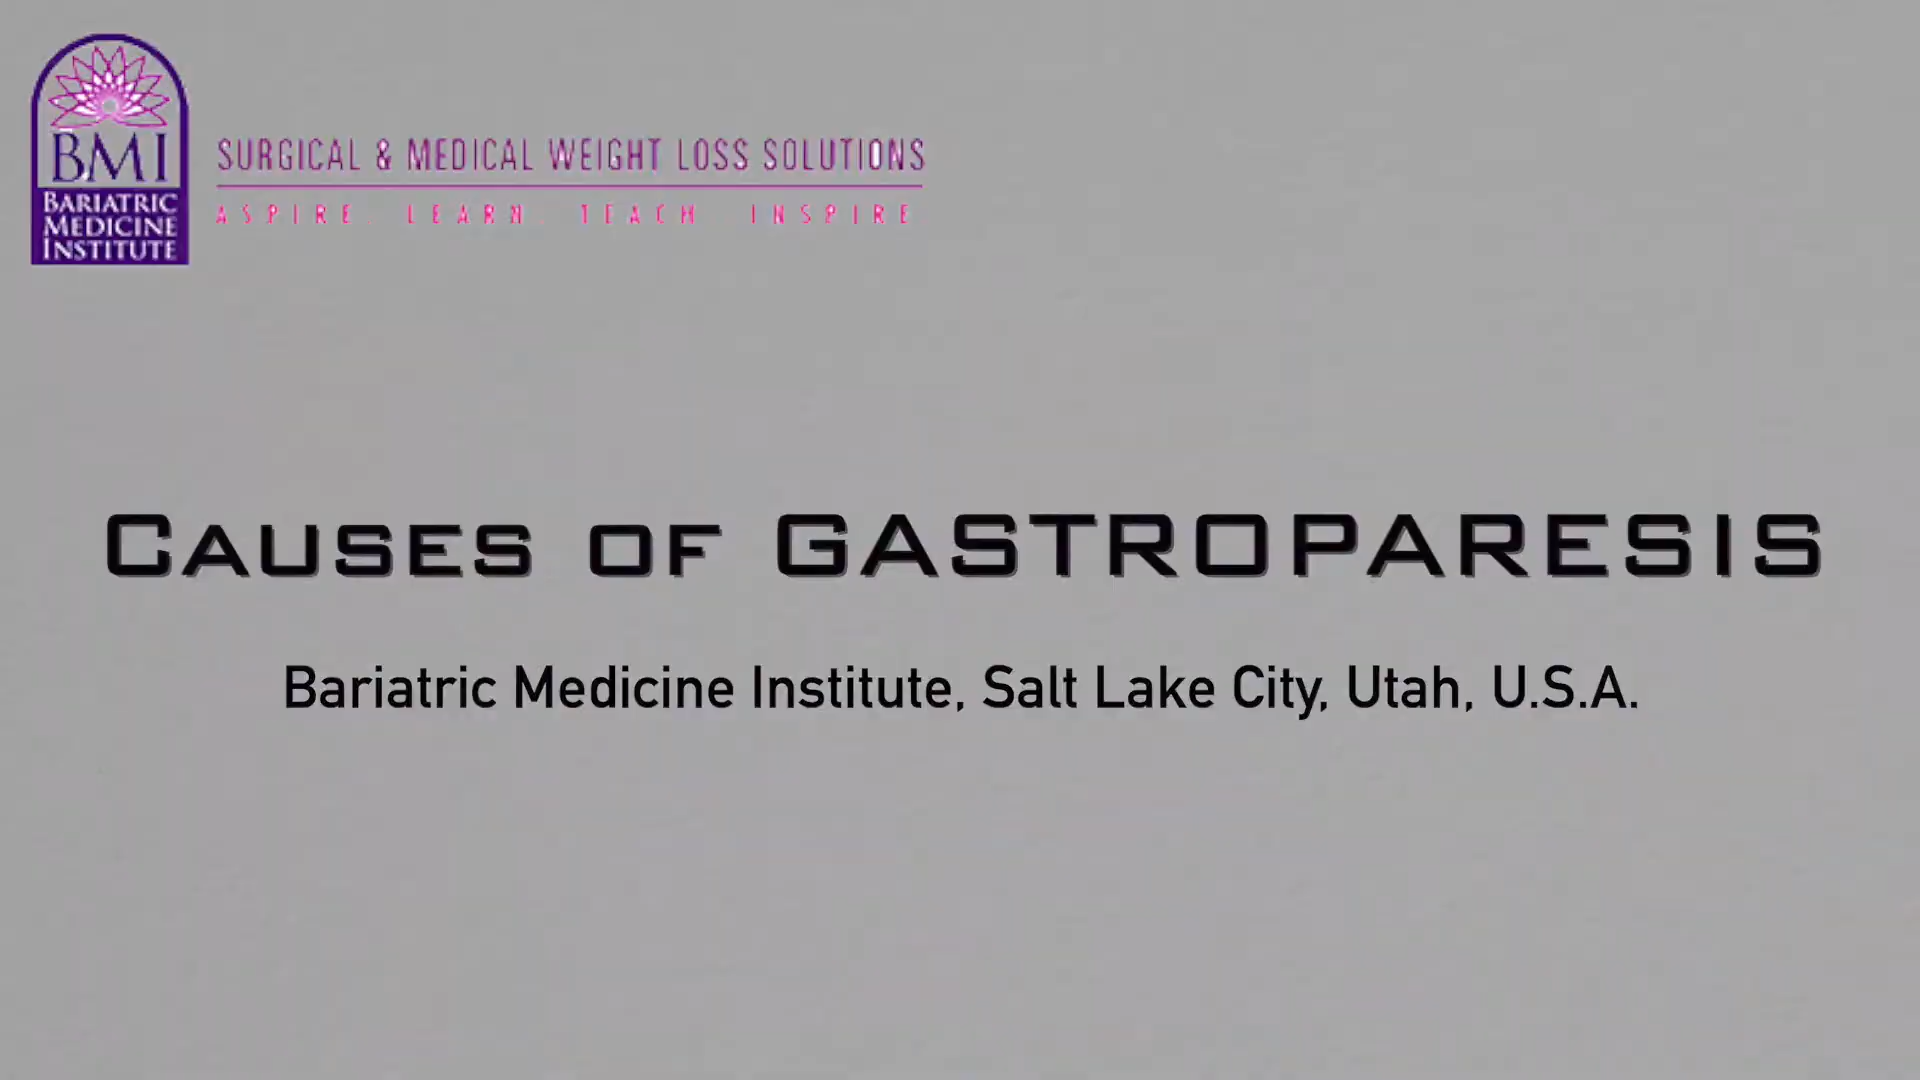 BMI
BARIATRIC
MEDICINE
INSTITUTE
SURGICAL & MEDICAL WEIGHT LOSS SOLUTIONS
ASPIRE. LEARN. TEACH INSPIRE
CAUSES OF GASTROPARESIS
Bariatric Medicine Institute, Salt Lake City, Utah, U.S.A.